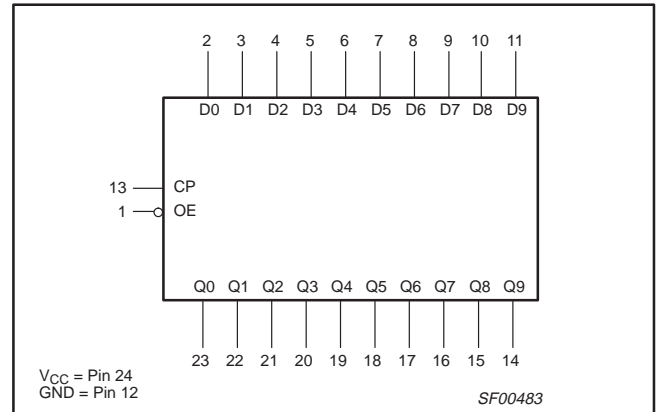 2 3 4 5 6 7 8 9 10 11
D0 D1 D2 D3 D4 D5 D6 D7 D8 D9
13 CP
1 OE
Q0 Q1 Q2 Q3 Q4 Q5 Q6 Q7 Q8 Q9
23 22 21 20 19 18 17 16 15 14
VCC = Pin 24
GND = Pin 12
SF00483